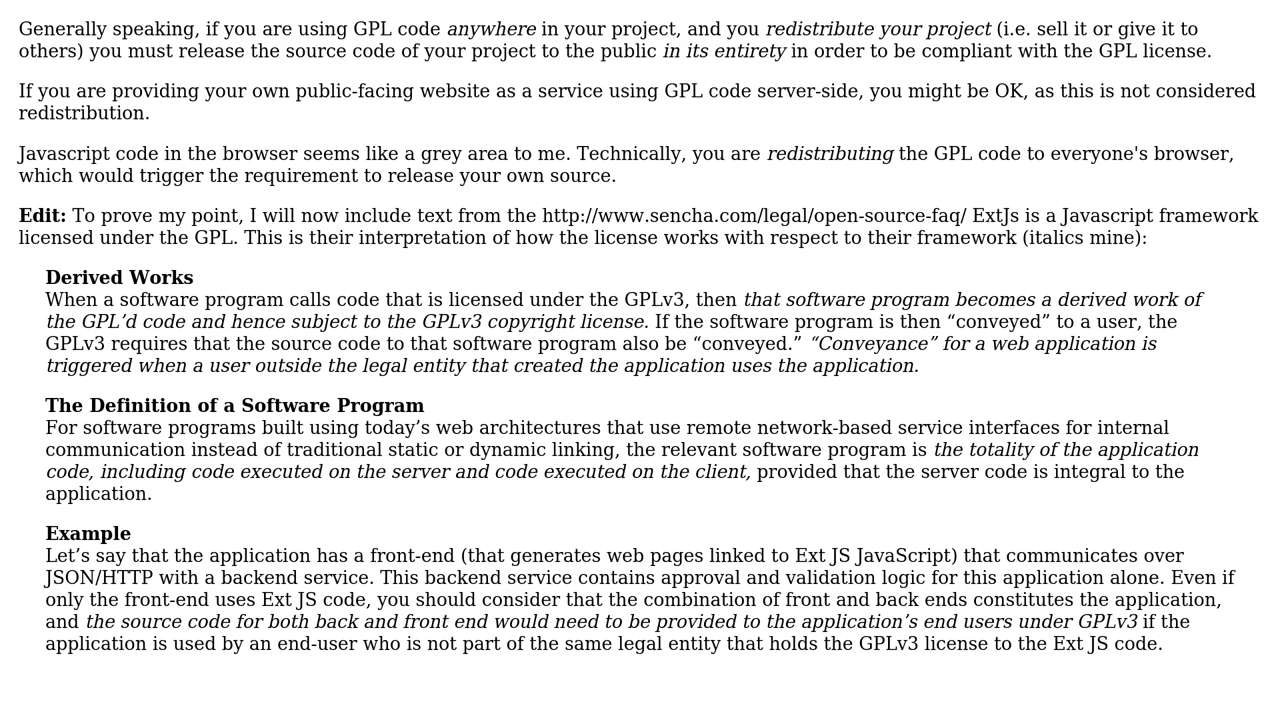 Generally speaking, if you are using GPL code anywhere in your project, and you redistribute your project (i.e. sell it or give it to
others) you must release the source code of your project to the public in its entirety in order to be compliant with the GPL license.
If you are providing your own public-facing website as a service using GPL code server-side, you might be OK, as this is not considered
redistribution.
Javascript code in the browser seems like a grey area to me. Technically, you are redistributing the GPL code to everyone's browser,
which would trigger the requirement to release your own source.
Edit: To prove my point, I will now include text from the http://www.sencha.com/legal/open-source-faq/ ExtJs is a Javascript framework
licensed under the GPL. This is their interpretation of how the license works with respect to their framework (italics mine):
Derived Works
When a software program calls code that is licensed under the GPLv3, then that software program becomes a derived work of
the GPL’d code and hence subject to the GPLv3 copyright license. If the software program is then “conveyed” to a user, the
GPLv3 requires that the source code to that software program also be “conveyed.” “Conveyance” for a web application is
triggered when a user outside the legal entity that created the application uses the application.
The Definition of a Software Program
For software programs built using today’s web architectures that use remote network-based service interfaces for internal
communication instead of traditional static or dynamic linking, the relevant software program is the totality of the application
code, including code executed on the server and code executed on the client, provided that the server code is integral to the
application.
Example
Let’s say that the application has a front-end (that generates web pages linked to Ext JS JavaScript) that communicates over
JSON/HTTP with a backend service. This backend service contains approval and validation logic for this application alone. Even if
only the front-end uses Ext JS code, you should consider that the combination of front and back ends constitutes the application,
and the source code for both back and front end would need to be provided to the application’s end users under GPLv3 if the
application is used by an end-user who is not part of the same legal entity that holds the GPLv3 license to the Ext JS code.